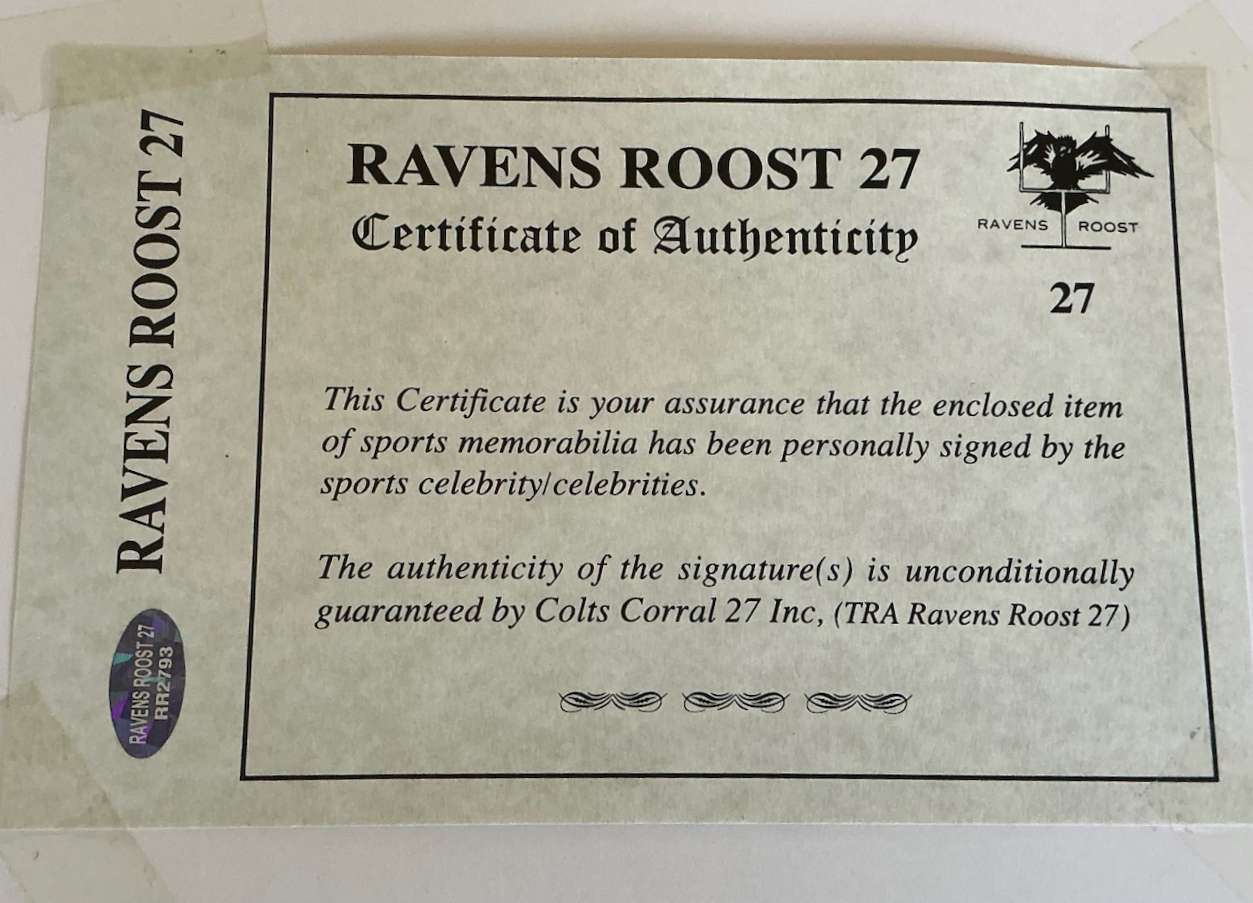 RAVENS ROOST 27
RAVENS ROOST 27
RR2793
RAVENS ROOST 27
Certificate of Authenticity
RAVENS ROOST
27
This Certificate is your assurance that the enclosed item
of sports memorabilia has been personally signed by the
sports celebrity/celebrities.
The authenticity of the signature(s) is unconditionally
guaranteed by Colts Corral 27 Inc, (TRA Ravens Roost 27)